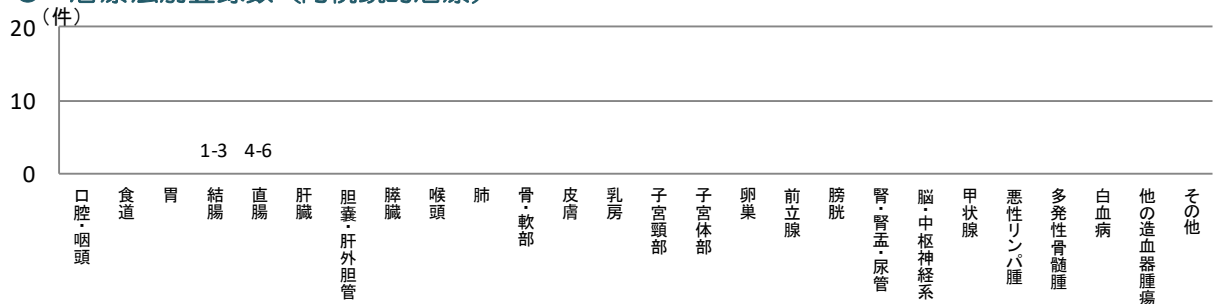 (件)
20
10
0
1-3 4-6
口腔・咽頭
食道
胃
結腸
直腸
肝臓
胆嚢・肝外胆管
膵臓
喉頭
肺
骨・軟部
皮膚
乳房
子宮頸部
子宮体部
卵巣
前立腺
膀胱
腎・腎盂・尿管
脳・中枢神経系
甲状腺
悪性リンパ腫
多発性骨髄腫
白血病
他の造血器腫瘍
その他